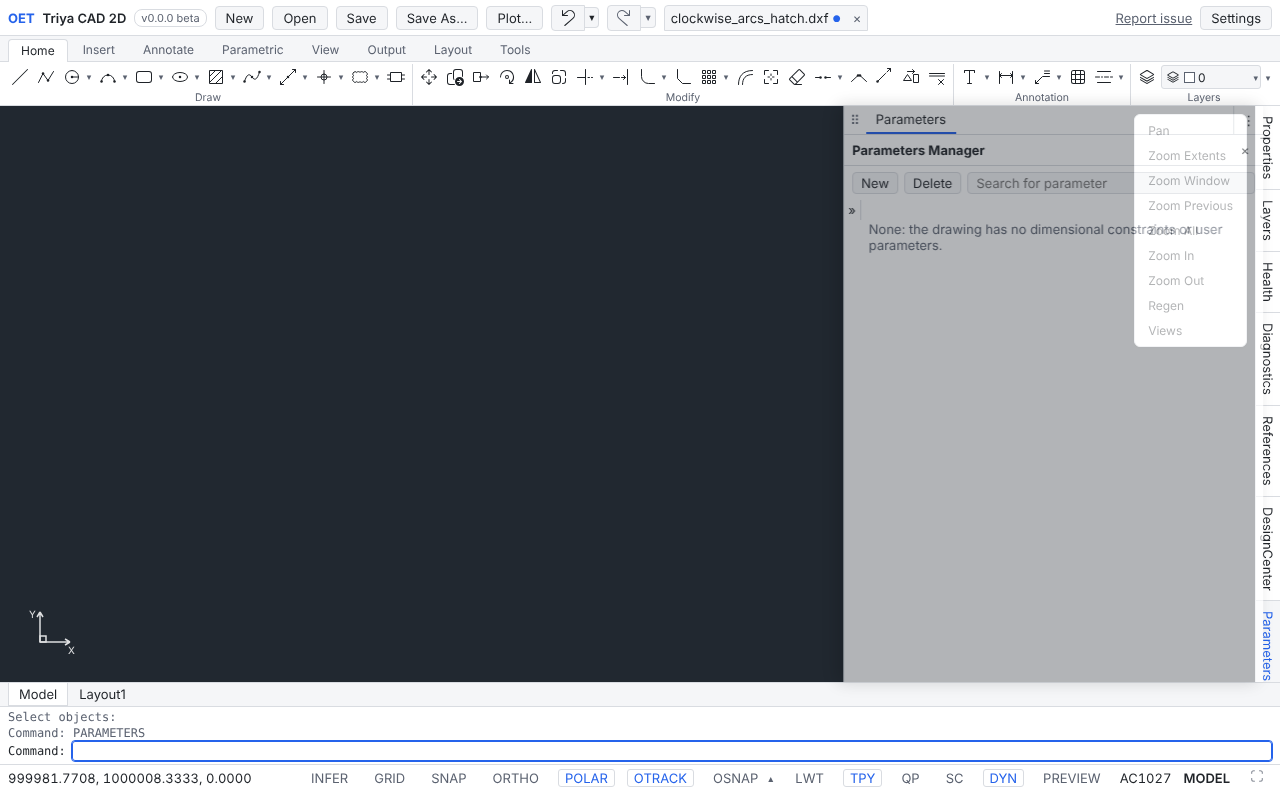 OET Triya CAD 2D v0.0.0 beta New Open Save Save As... Plot... clockwise_arcs_hatch.dxf × Report issue Settings
Home Insert Annotate Parametric View Output Layout Tools
0
Draw Modify Annotation Layers
Parameters
Parameters Manager ×
New Delete Search for parameter
»
None: the drawing has no dimensional constraints or user
parameters.
Pan
Zoom Extents
Zoom Window
Zoom Previous
Zoom All
Zoom In
Zoom Out
Regen
Views
Properties
Layers
Health
Diagnostics
References
DesignCenter
Parameters
Y
X
Model Layout1
Select objects:
Command: PARAMETERS
Command:
999981.7708, 1000008.3333, 0.0000 INFER GRID SNAP ORTHO POLAR OTRACK OSNAP LWT TPY QP SC DYN PREVIEW AC1027 MODEL